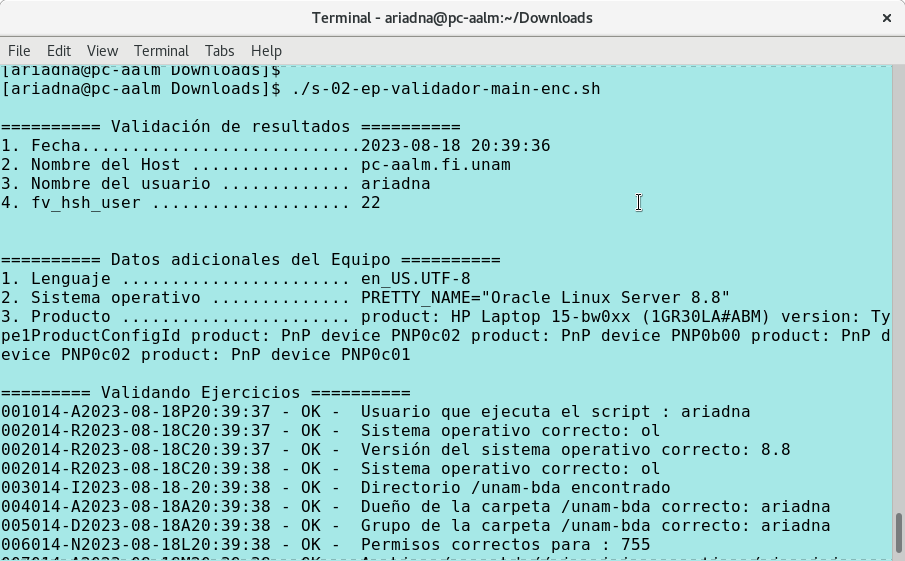 Terminal - ariadna@pc-aalm:~/Downloads
File Edit View Terminal Tabs Help
[ariadna@pc-aalm Downloads]$
[ariadna@pc-aalm Downloads]$ ./s-02-ep-validador-main-enc.sh
========== Validación de resultados ==========
1. Fecha............................2023-08-18 20:39:36
2. Nombre del Host ................ pc-aalm.fi.unam
3. Nombre del usuario ............. ariadna
4. fv_hsh_user .................... 22
========== Datos adicionales del Equipo ==========
1. Lenguaje ....................... en_US.UTF-8
2. Sistema operativo .............. PRETTY_NAME="Oracle Linux Server 8.8"
3. Producto ....................... product: HP Laptop 15-bw0xx (1GR30LA#ABM) version: Ty
pe1ProductConfigId product: PnP device PNP0c02 product: PnP device PNP0b00 product: PnP d
evice PNP0c02 product: PnP device PNP0c01
========= Validando Ejercicios ==========
001014-A2023-08-18P20:39:37 - OK -  Usuario que ejecuta el script : ariadna
002014-R2023-08-18C20:39:37 - OK -  Sistema operativo correcto: ol
002014-R2023-08-18C20:39:37 - OK -  Versión del sistema operativo correcto: 8.8
002014-R2023-08-18C20:39:38 - OK -  Sistema operativo correcto: ol
003014-I2023-08-18-20:39:38 - OK -  Directorio /unam-bda encontrado
004014-A2023-08-18A20:39:38 - OK -  Dueño de la carpeta /unam-bda correcto: ariadna
005014-D2023-08-18A20:39:38 - OK -  Grupo de la carpeta /unam-bda correcto: ariadna
006014-N2023-08-18L20:39:38 - OK -  Permisos correctos para : 755